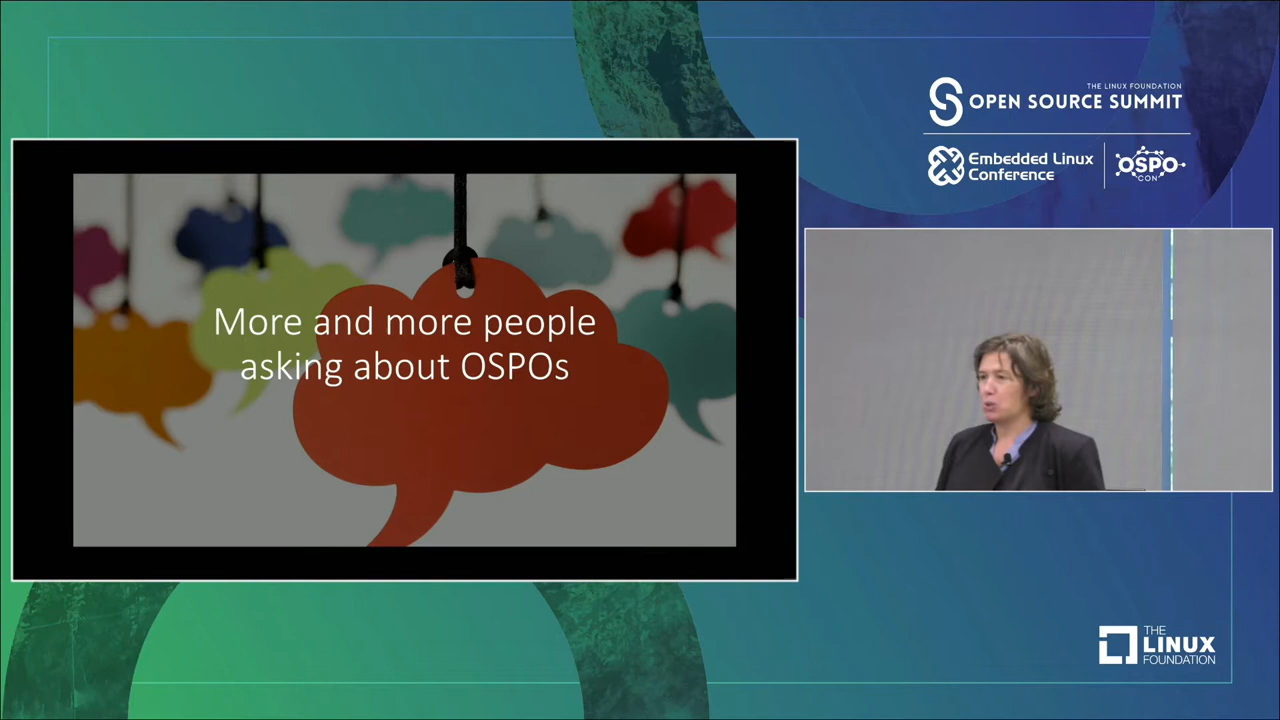 THE LINUX FOUNDATION
OPEN SOURCE SUMMIT
Embedded Linux
Conference
OSPO
CON
More and more people
asking about OSPOs
THE
LINUX
FOUNDATION